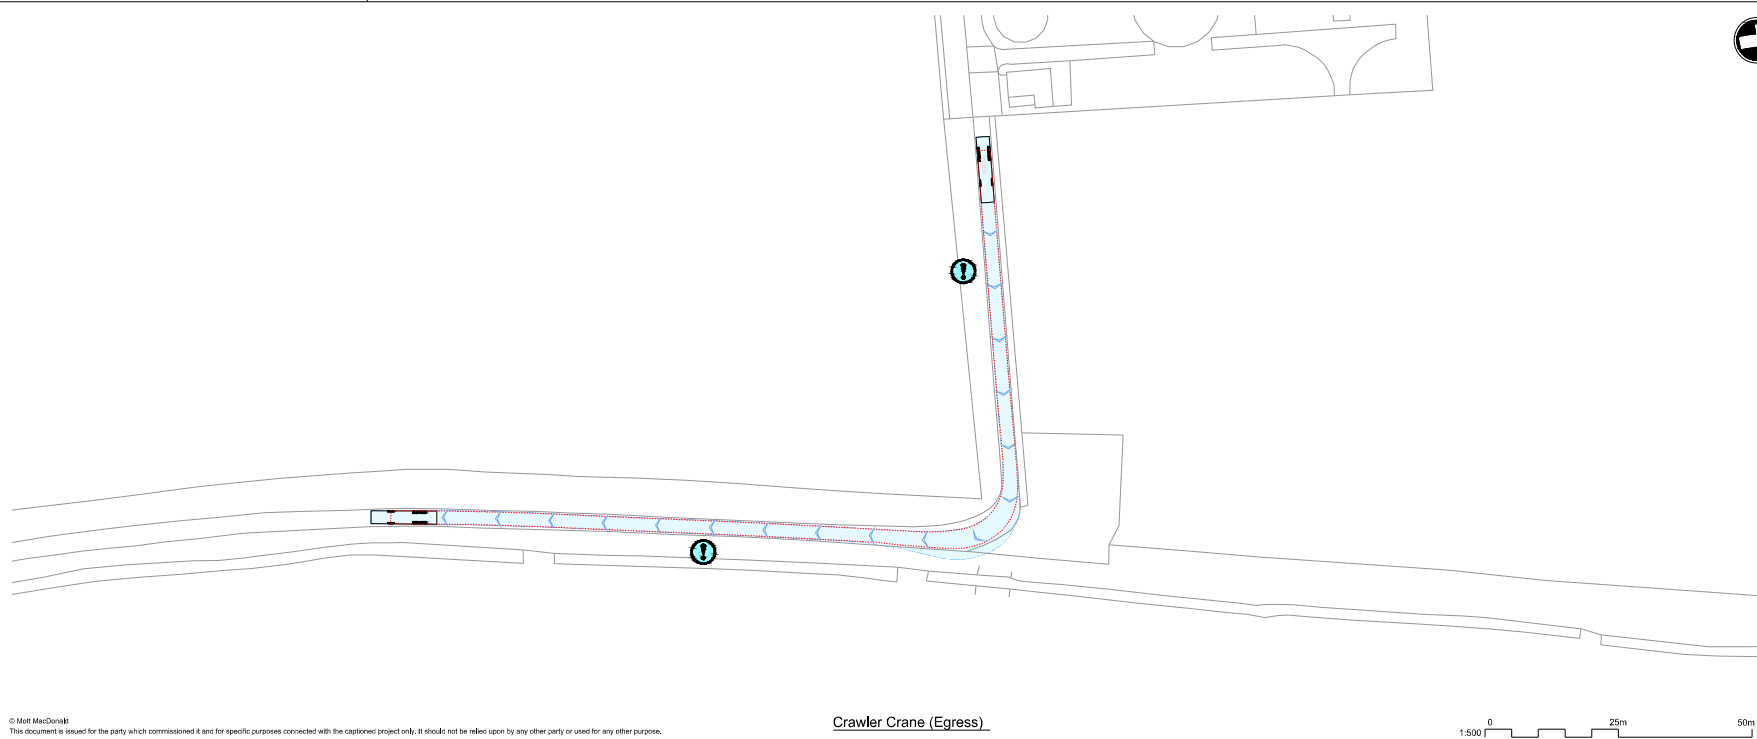 © Mott MacDonald
This document is issued for the party which commissioned it and for specific purposes connected with the captioned project only. It should not be relied upon by any other party or used for any other purpose.
Crawler Crane (Egress)
0 25m 50m
1:500